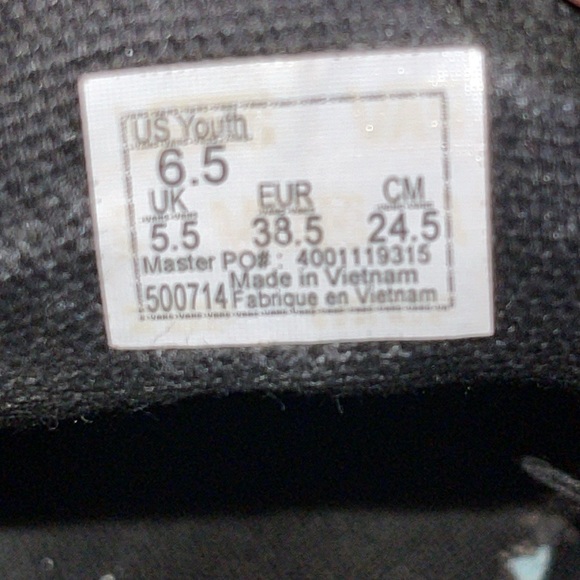 US Youth
6.5
UK EUR CM
5.5 38.5 24.5
Master PO# : 4001119315
Made in Vietnam
500714 Fabrique en Vietnam